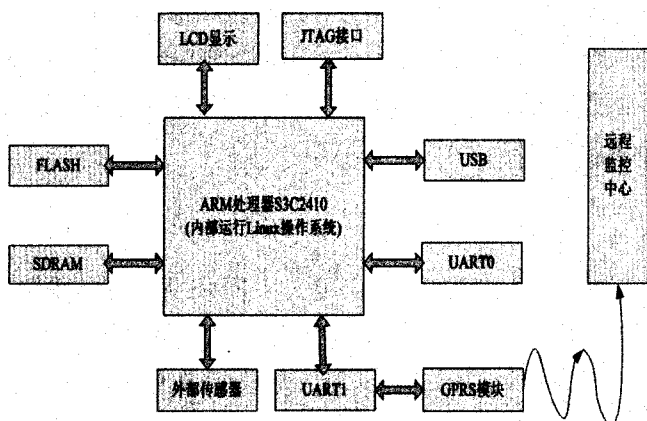 LCD显示
JTAG接口
FLASH
ARM处理器S3C2410
(内部运行Linux操作系统)
USB
远程
监控
中心
SDRAM
UART0
外部传感器
UART1
GPRS模块